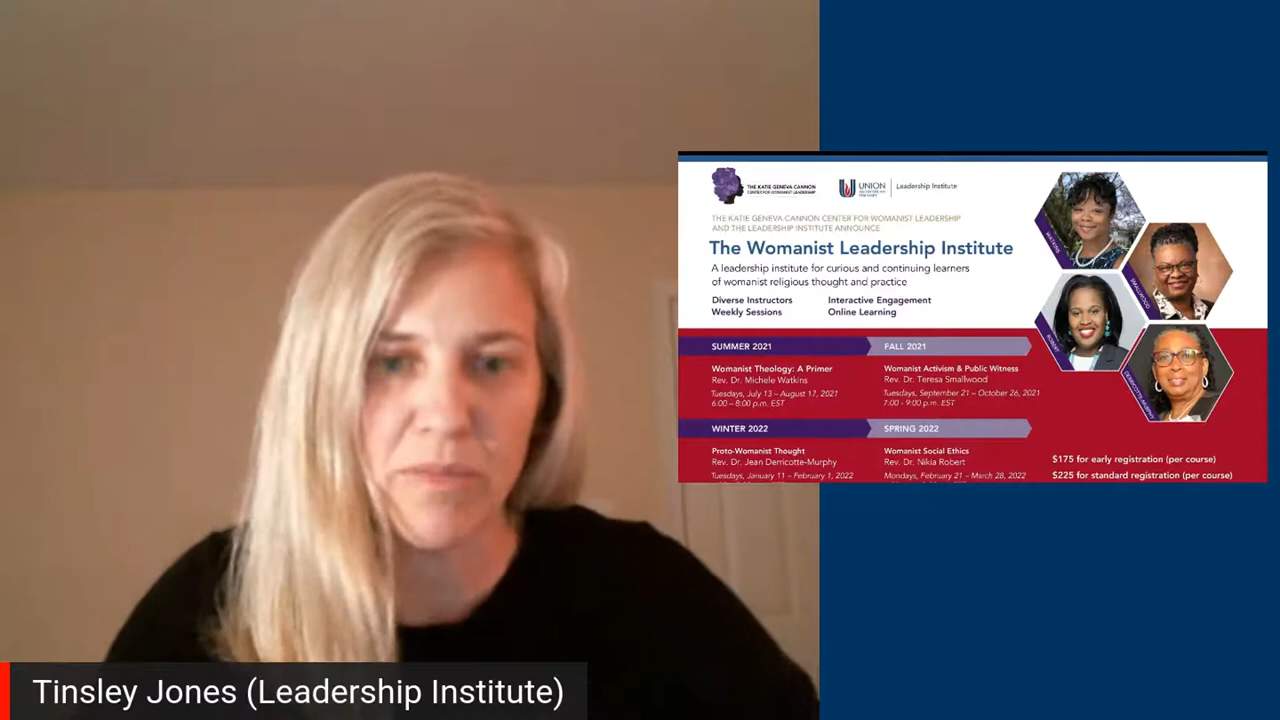 THE KATIE GENEVA CANNON
CENTER FOR WOMANIST LEADERSHIP
UNION
Leadership Institute
THE KATIE GENEVA CANNON CENTER FOR WOMANIST LEADERSHIP
AND THE LEADERSHIP INSTITUTE ANNOUNCE
The Womanist Leadership Institute
A leadership institute for curious and continuing learners
of womanist religious thought and practice
Diverse Instructors
Interactive Engagement
Weekly Sessions
Online Learning
WATKINS
SMALLWOOD
ROBERT
DERRICOTTE-MURPHY
SUMMER 2021
Womanist Theology: A Primer
Rev. Dr. Michele Watkins
Tuesdays, July 13 – August 17, 2021
6:00 – 8:00 p.m. EST
FALL 2021
Womanist Activism & Public Witness
Rev. Dr. Teresa Smallwood
Tuesdays, September 21 – October 26, 2021
7:00 - 9:00 p.m. EST
WINTER 2022
Proto-Womanist Thought
Rev. Dr. Jean Derricotte-Murphy
Tuesdays, January 11 – February 1, 2022
SPRING 2022
Womanist Social Ethics
Rev. Dr. Nikia Robert
Mondays, February 21 – March 28, 2022
$175 for early registration (per course)
$225 for standard registration (per course)
Tinsley Jones (Leadership Institute)